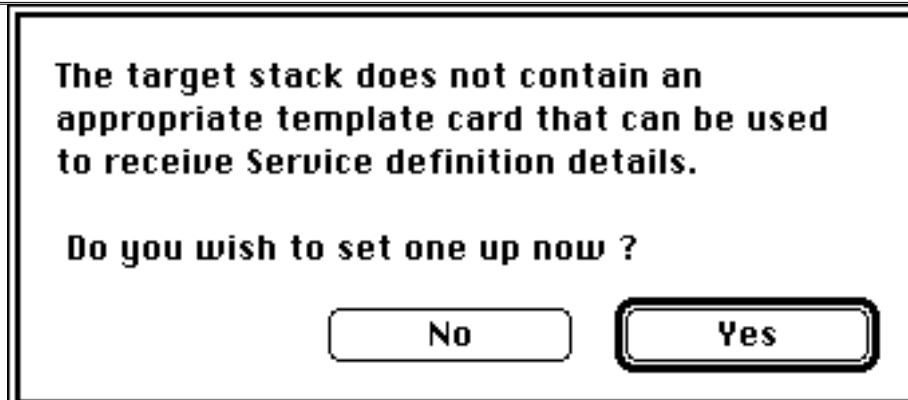 The target stack does not contain an
appropriate template card that can be used
to receive Service definition details.
Do you wish to set one up now ?
No
Yes